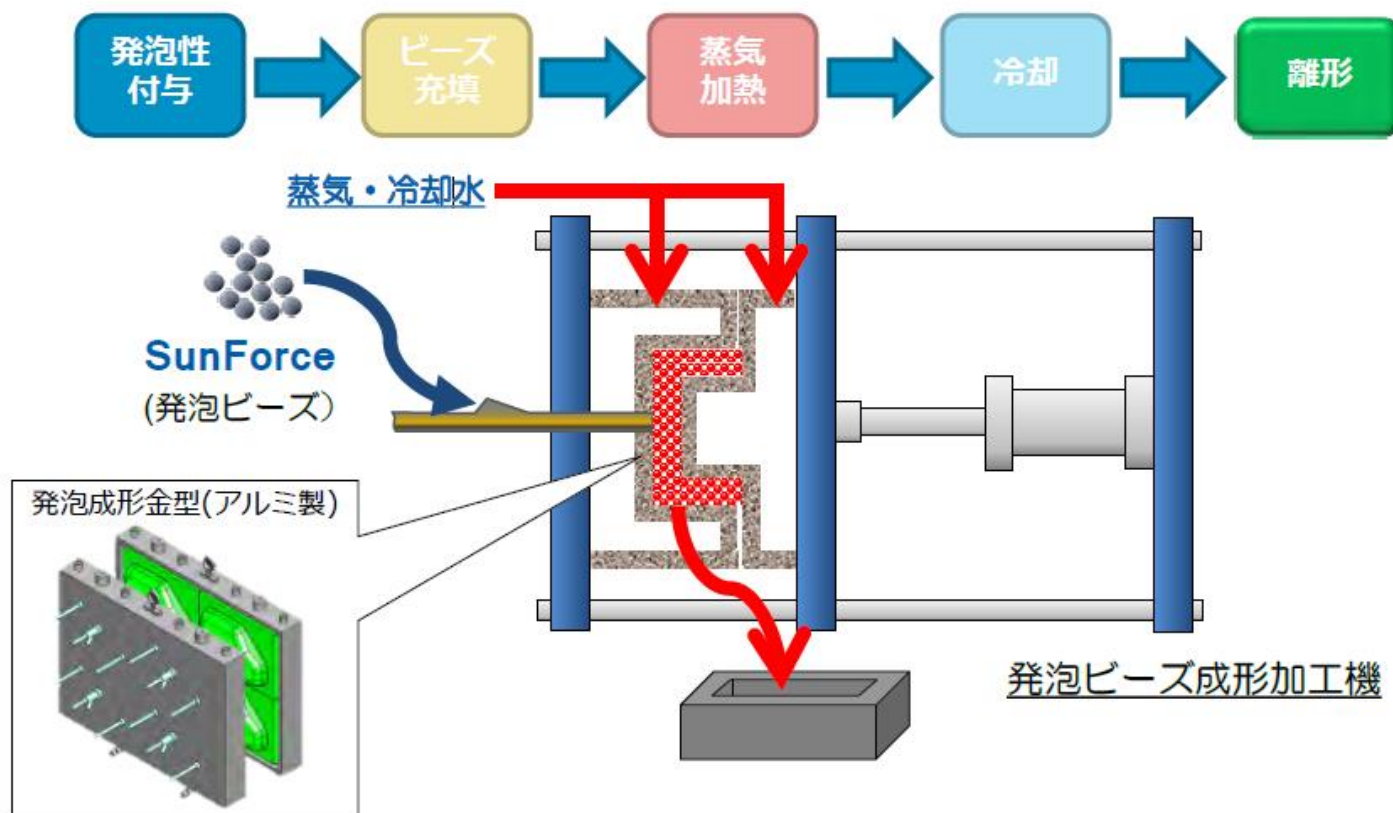 発泡性
付与
ビーズ
充填
蒸気
加熱
冷却
離形
蒸気・冷却水
SunForce
(発泡ビーズ）
発泡成形金型(アルミ製)
発泡ビーズ成形加工機